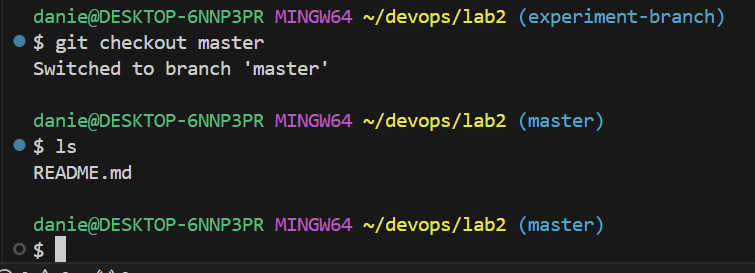 danie@DESKTOP-6NNP3PR MINGW64 ~/devops/lab2 (experiment-branch)
$ git checkout master
Switched to branch 'master'
danie@DESKTOP-6NNP3PR MINGW64 ~/devops/lab2 (master)
$ ls
README.md
danie@DESKTOP-6NNP3PR MINGW64 ~/devops/lab2 (master)
$